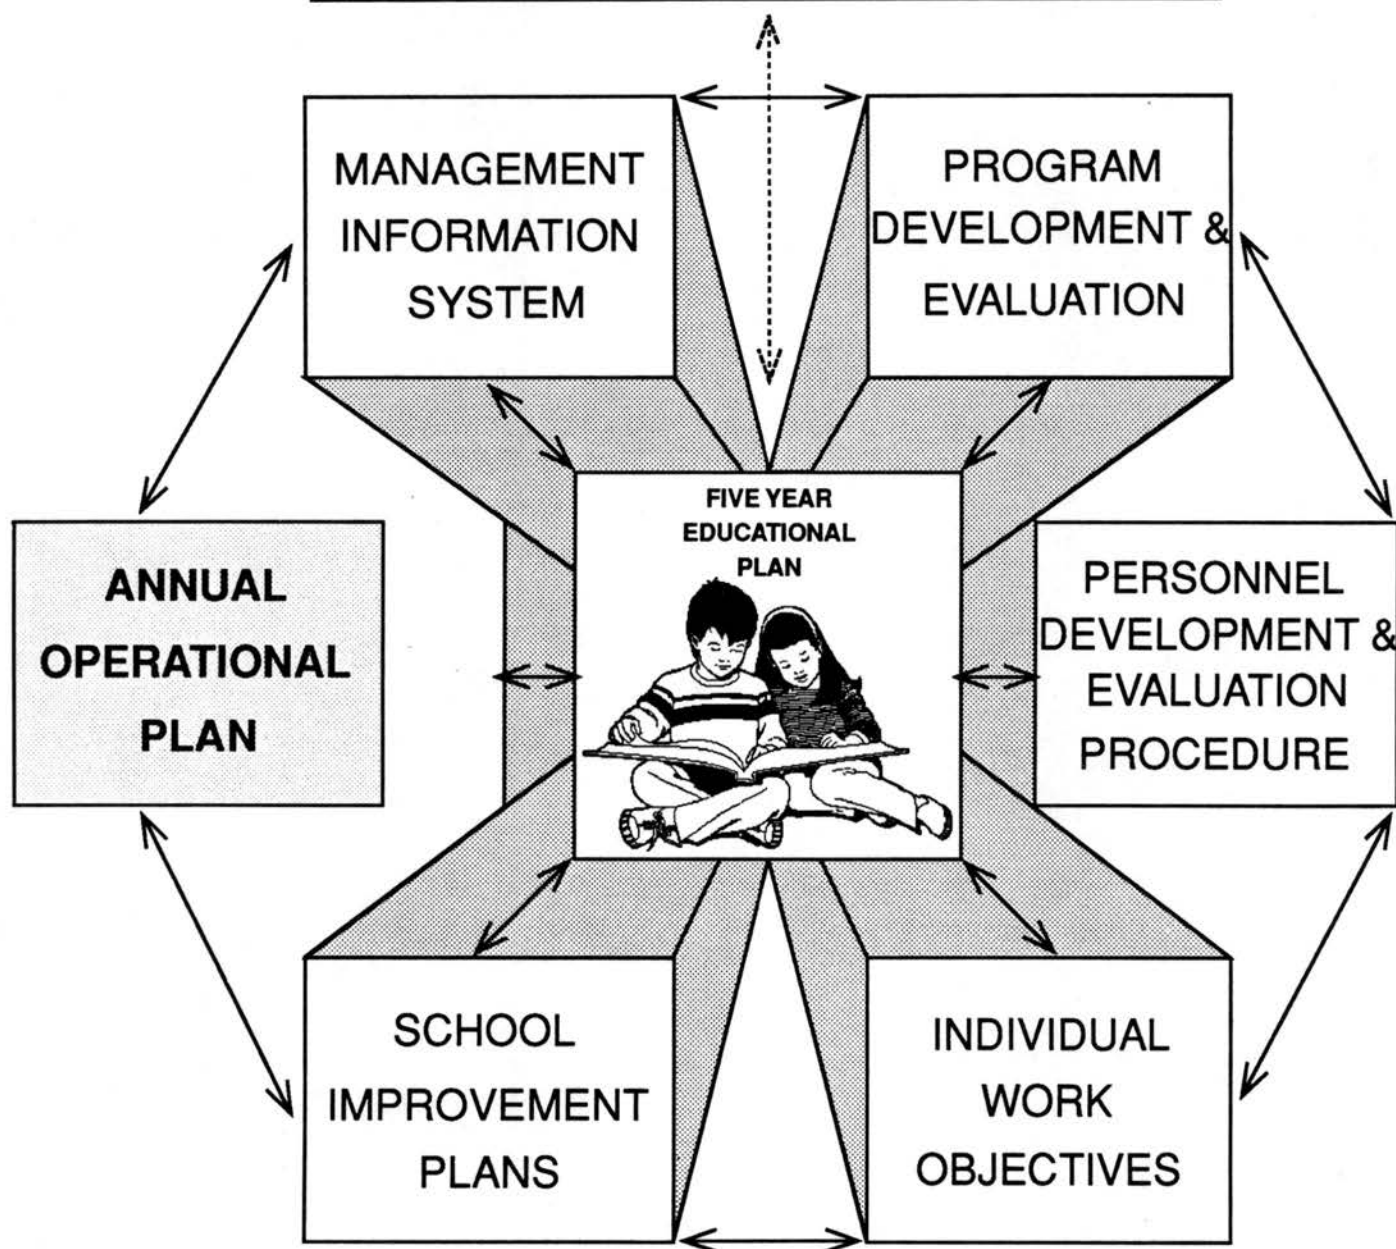 MANAGEMENT
INFORMATION
SYSTEM
PROGRAM
DEVELOPMENT &
EVALUATION
FIVE YEAR
EDUCATIONAL
PLAN
ANNUAL
OPERATIONAL
PLAN
PERSONNEL
DEVELOPMENT &
EVALUATION
PROCEDURE
SCHOOL
IMPROVEMENT
PLANS
INDIVIDUAL
WORK
OBJECTIVES